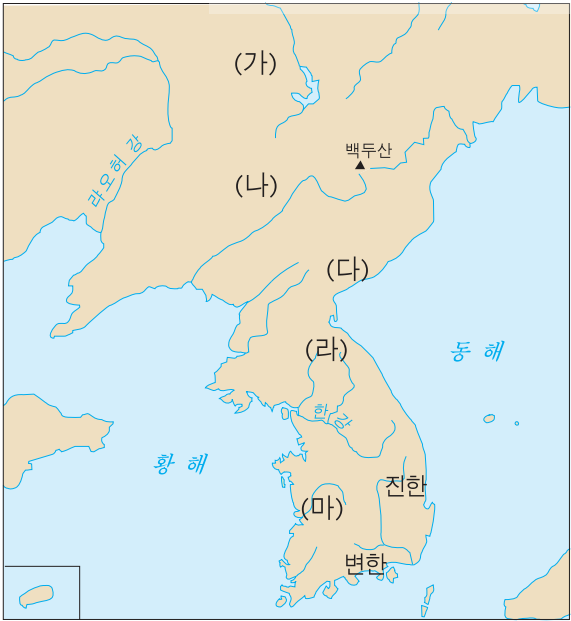 (가)
백두산
랴오허 강
(나)
(다)
(라)
동 해
한 강
황 해
진한
(마)
변한